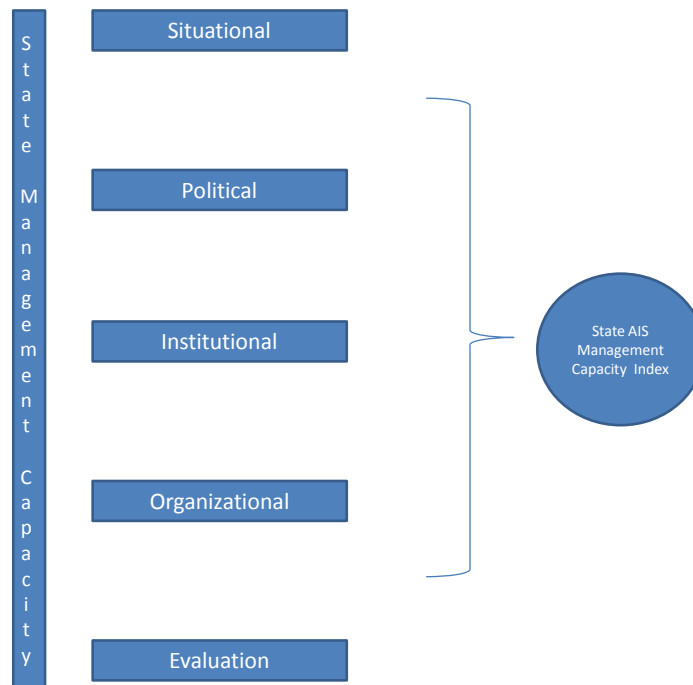 State Management Capacity
Situational
Political
Institutional
Organizational
Evaluation
State AIS
Management
Capacity Index